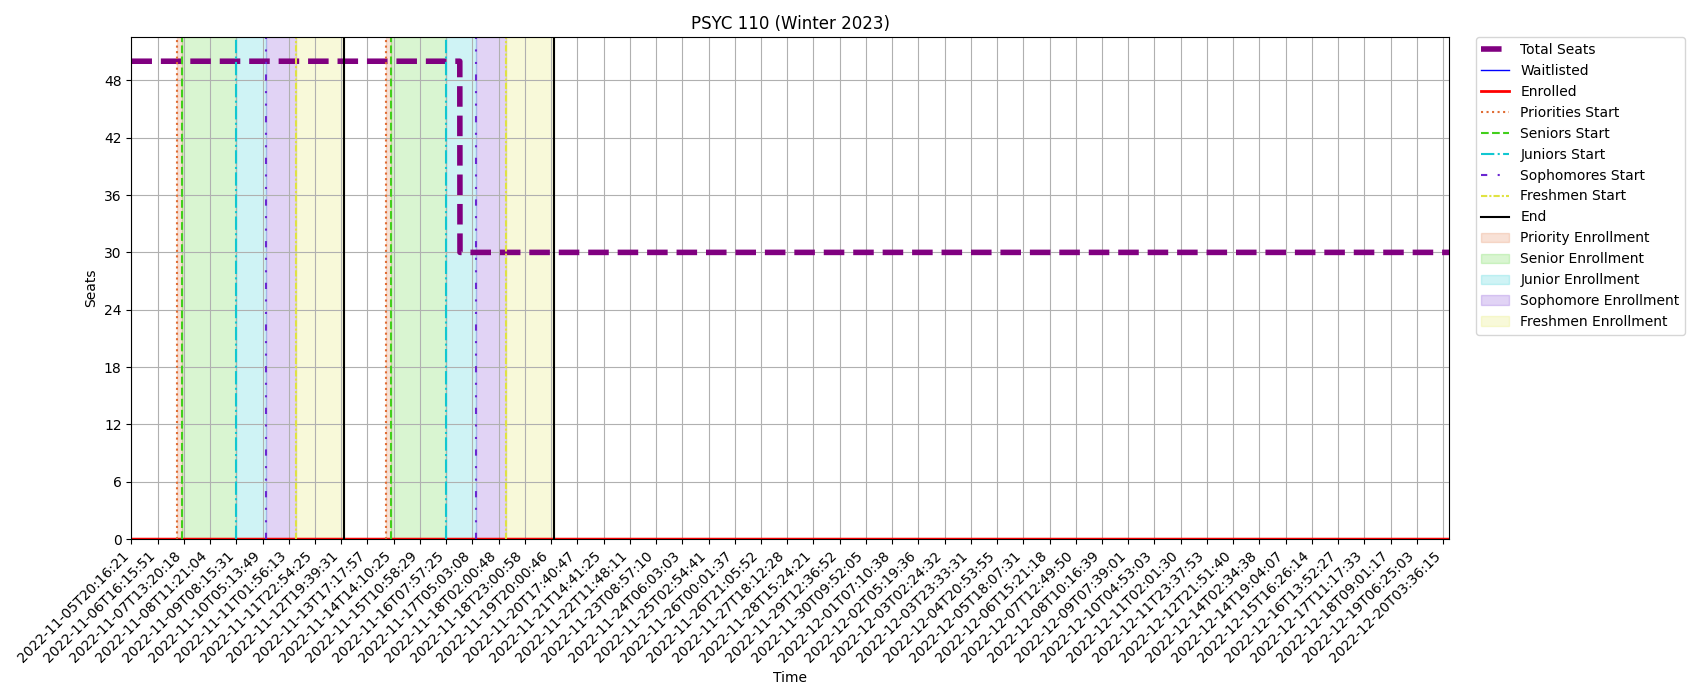 PSYC 110 (Winter 2023)
Seats
48
42
36
30
24
18
12
6
0
2022-11-05T20:16:21
2022-11-06T16:15:51
2022-11-07T13:20:18
2022-11-08T11:21:04
2022-11-09T08:15:31
2022-11-10T05:13:49
2022-11-11T01:56:13
2022-11-11T22:54:25
2022-11-12T19:39:31
2022-11-13T17:17:57
2022-11-14T14:10:25
2022-11-15T10:58:29
2022-11-16T07:57:25
2022-11-17T05:03:08
2022-11-18T02:00:48
2022-11-18T23:00:58
2022-11-19T20:00:46
2022-11-20T17:40:47
2022-11-21T14:41:25
2022-11-22T11:48:11
2022-11-23T08:57:10
2022-11-24T06:03:03
2022-11-25T02:54:41
2022-11-26T00:01:37
2022-11-26T21:05:52
2022-11-27T18:12:28
2022-11-28T15:24:21
2022-11-29T12:36:52
2022-11-30T09:52:05
2022-12-01T07:10:38
2022-12-02T05:19:36
2022-12-03T02:24:32
2022-12-03T23:33:31
2022-12-04T20:53:55
2022-12-05T18:07:31
2022-12-06T15:21:18
2022-12-07T12:49:50
2022-12-08T10:16:39
2022-12-09T07:39:01
2022-12-10T04:53:03
2022-12-11T02:01:30
2022-12-11T23:37:53
2022-12-12T21:51:40
2022-12-14T02:34:38
2022-12-14T19:04:07
2022-12-15T16:26:14
2022-12-16T13:52:27
2022-12-17T11:17:33
2022-12-18T09:01:17
2022-12-19T06:25:03
2022-12-20T03:36:15
Time
Total Seats
Waitlisted
Enrolled
Priorities Start
Seniors Start
Juniors Start
Sophomores Start
Freshmen Start
End
Priority Enrollment
Senior Enrollment
Junior Enrollment
Sophomore Enrollment
Freshmen Enrollment